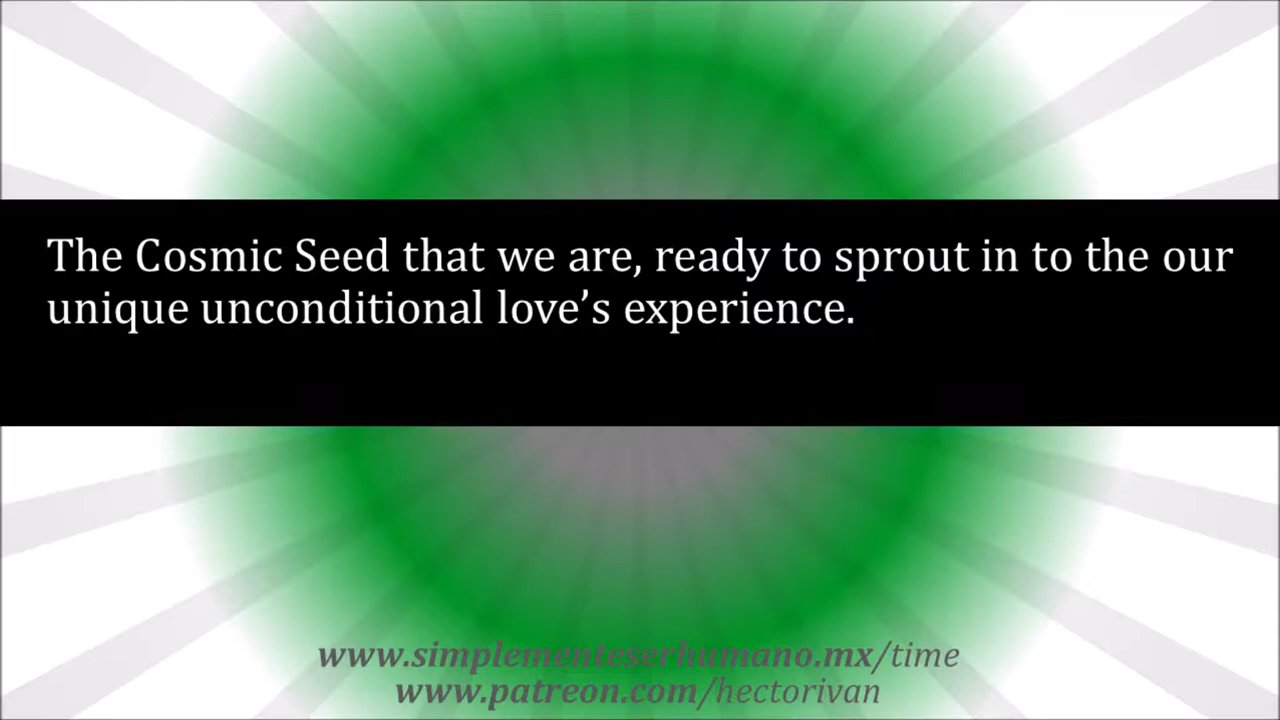 The Cosmic Seed that we are, ready to sprout in to the our
unique unconditional love’s experience.
www.simplementeserhumano.mx/time
www.patreon.com/hectorivan